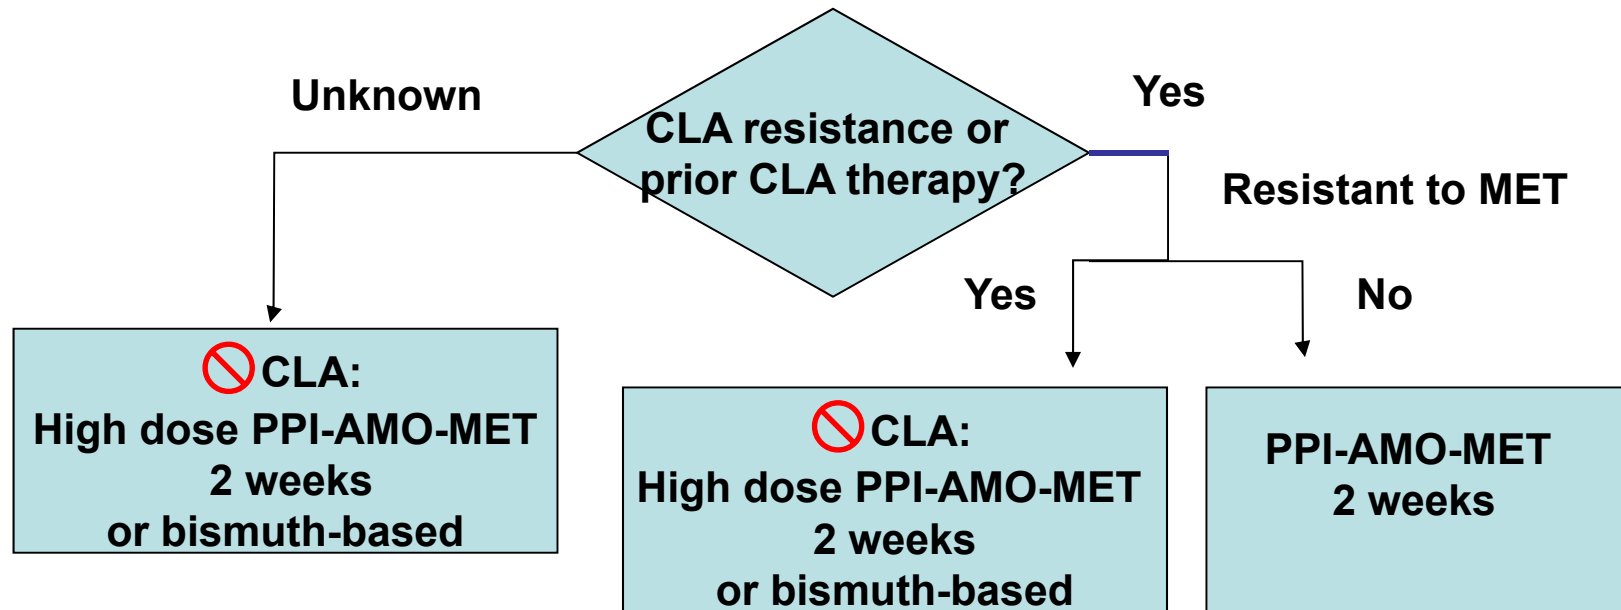 Unknown
CLA resistance or
prior CLA therapy?
Yes
Resistant to MET
Yes
No
CLA:
High dose PPI-AMO-MET
2 weeks
or bismuth-based
CLA:
High dose PPI-AMO-MET
2 weeks
or bismuth-based
PPI-AMO-MET
2 weeks